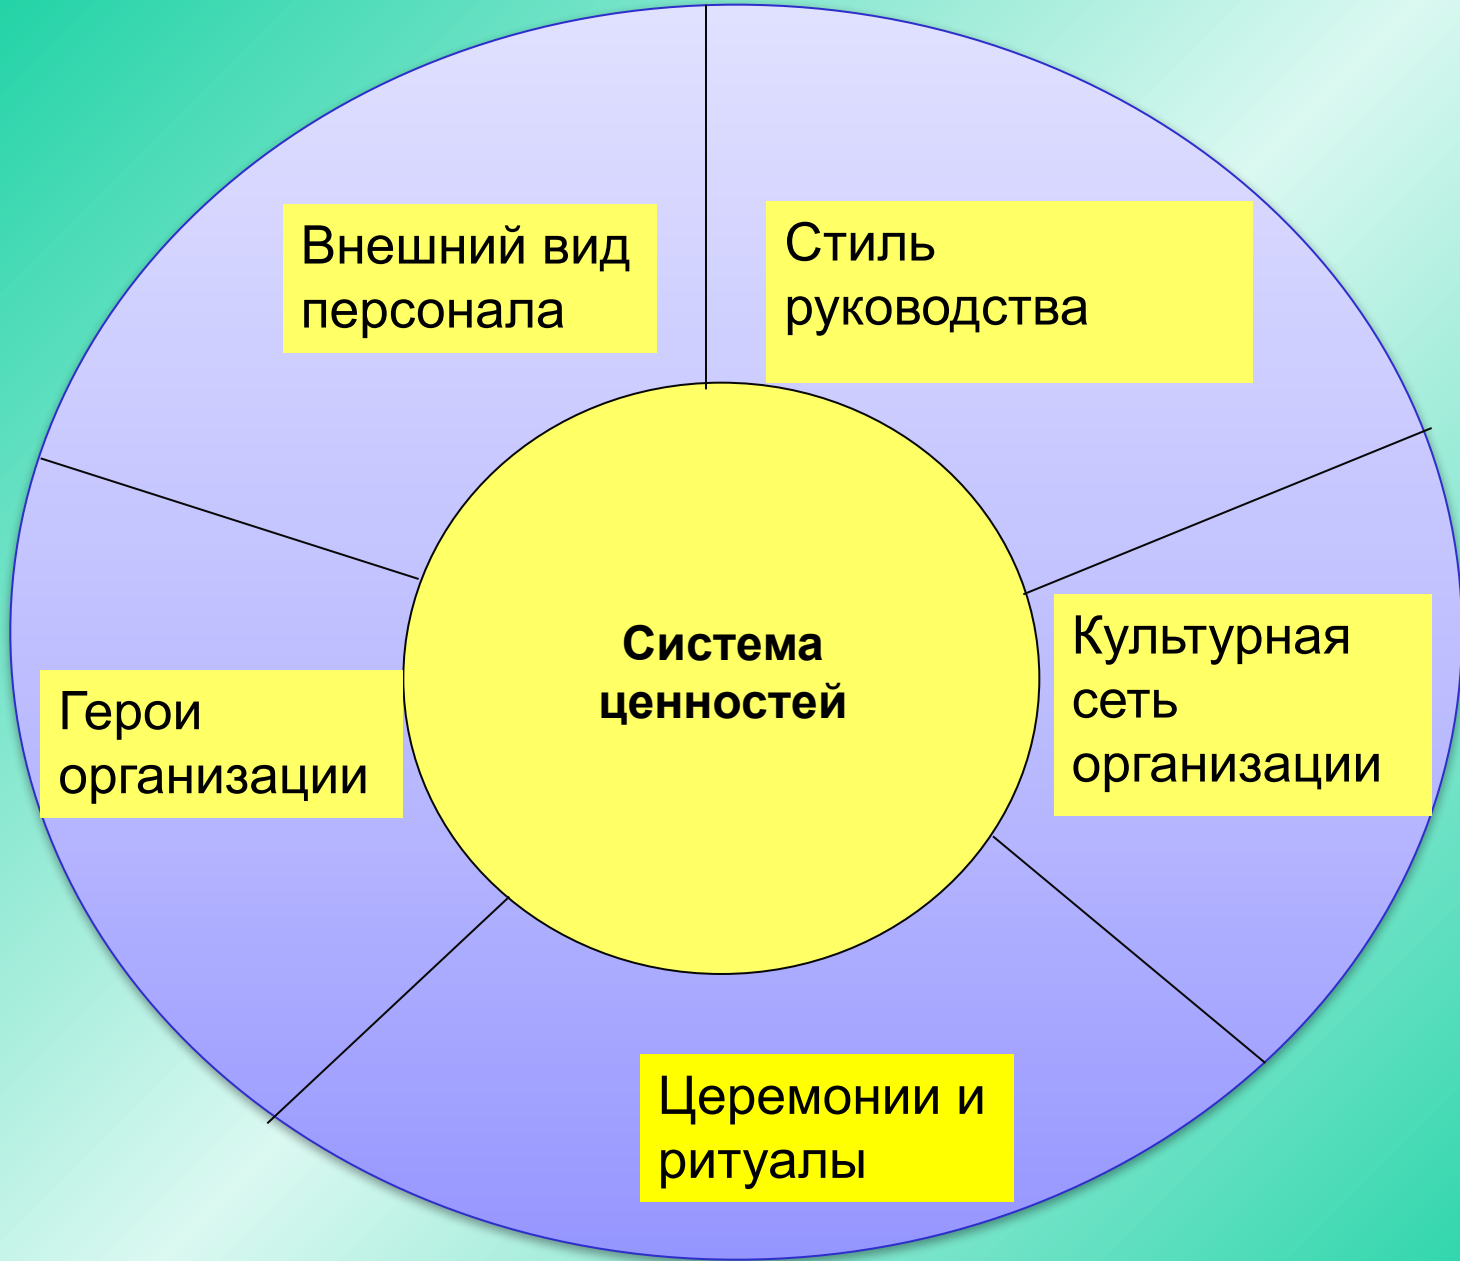 Внешний вид
персонала
Стиль
руководства
Система
ценностей
Культурная
сеть
организации
Герои
организации
Церемонии и
ритуалы